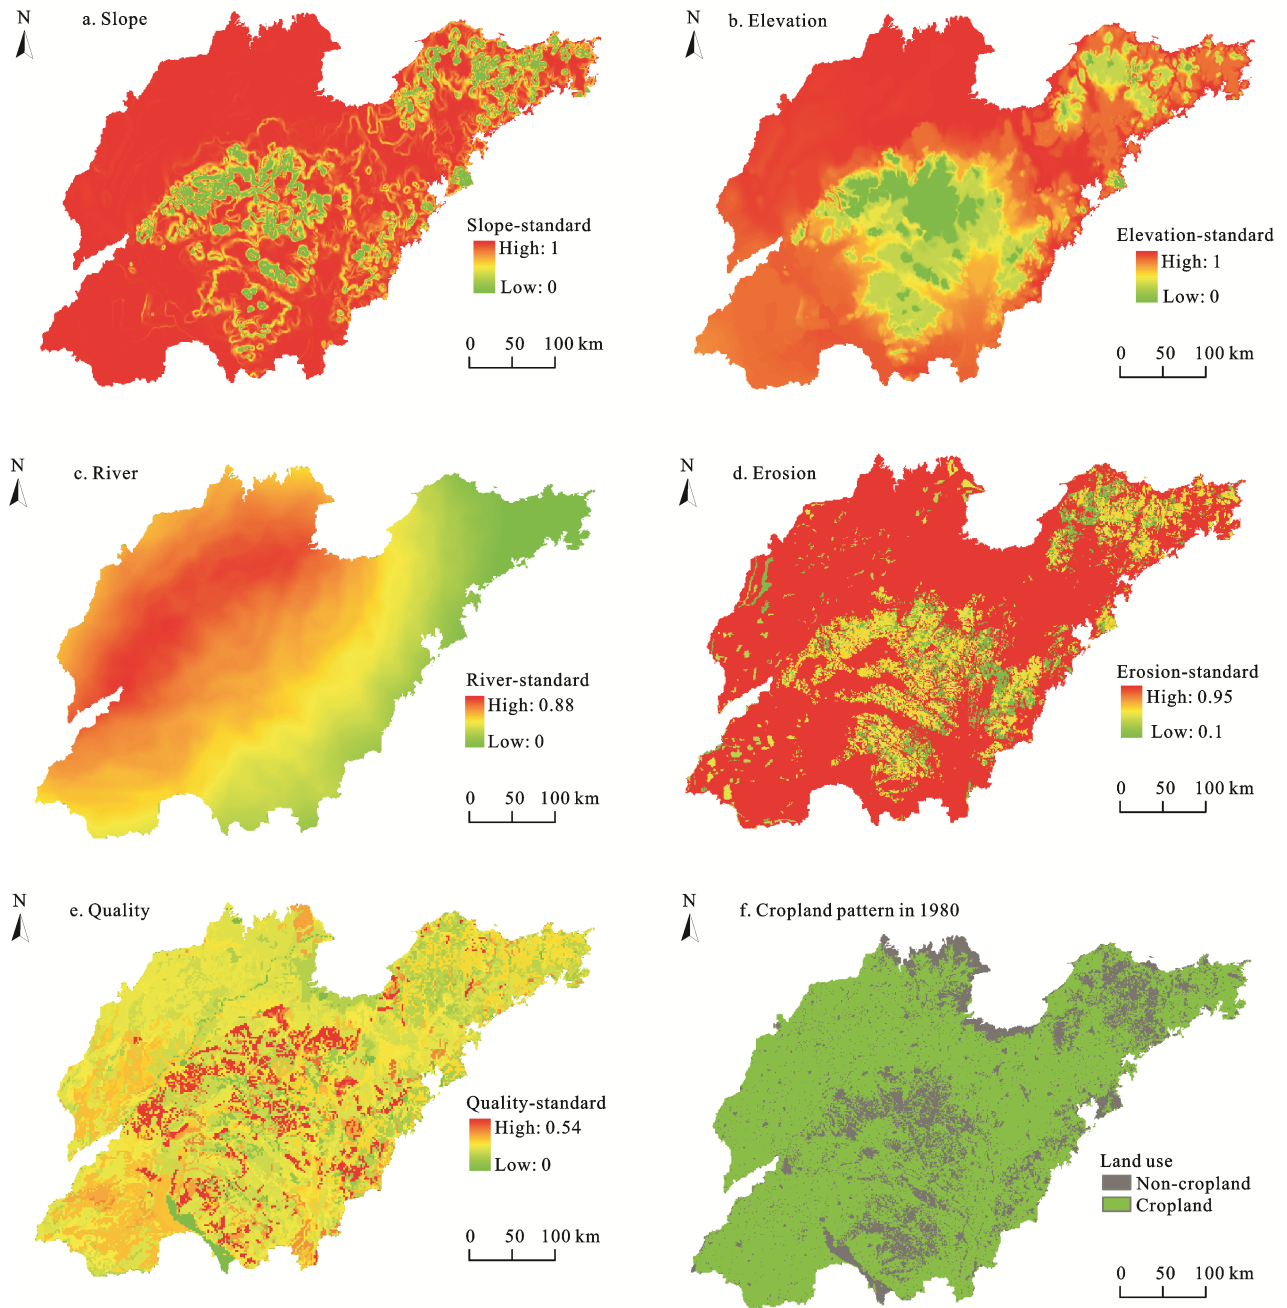 N
a. Slope
Slope-standard
High: 1
Low: 0
0 50 100 km
N
b. Elevation
Elevation-standard
High: 1
Low: 0
0 50 100 km
N
c. River
River-standard
High: 0.88
Low: 0
0 50 100 km
N
d. Erosion
Erosion-standard
High: 0.95
Low: 0.1
0 50 100 km
N
e. Quality
Quality-standard
High: 0.54
Low: 0
0 50 100 km
N
f. Cropland pattern in 1980
Land use
Non-cropland
Cropland
0 50 100 km